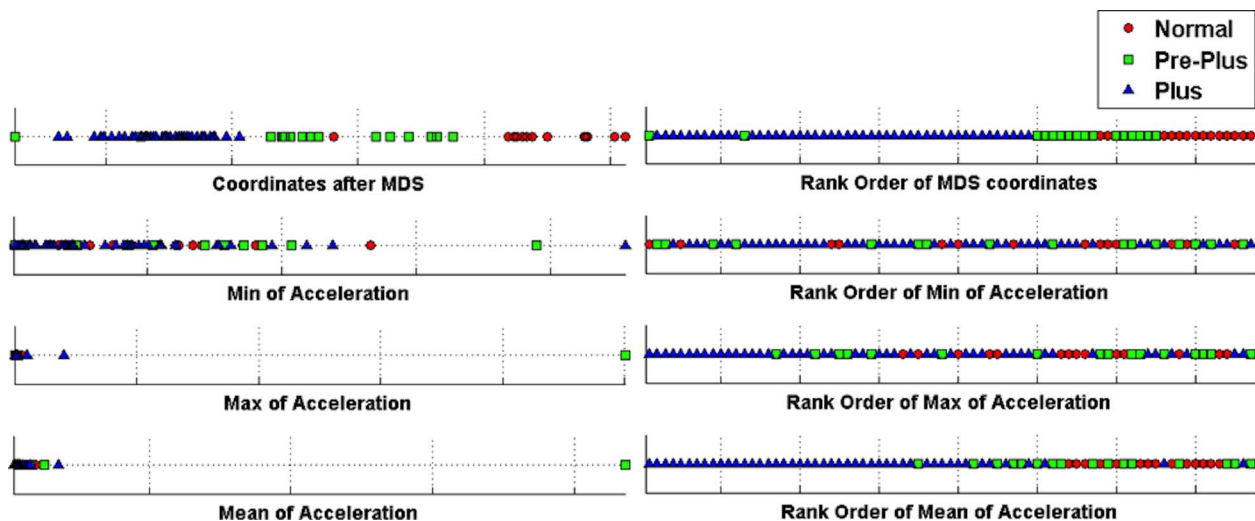 Normal
Pre-Plus
Plus
Coordinates after MDS
Rank Order of MDS coordinates
Min of Acceleration
Rank Order of Min of Acceleration
Max of Acceleration
Rank Order of Max of Acceleration
Mean of Acceleration
Rank Order of Mean of Acceleration